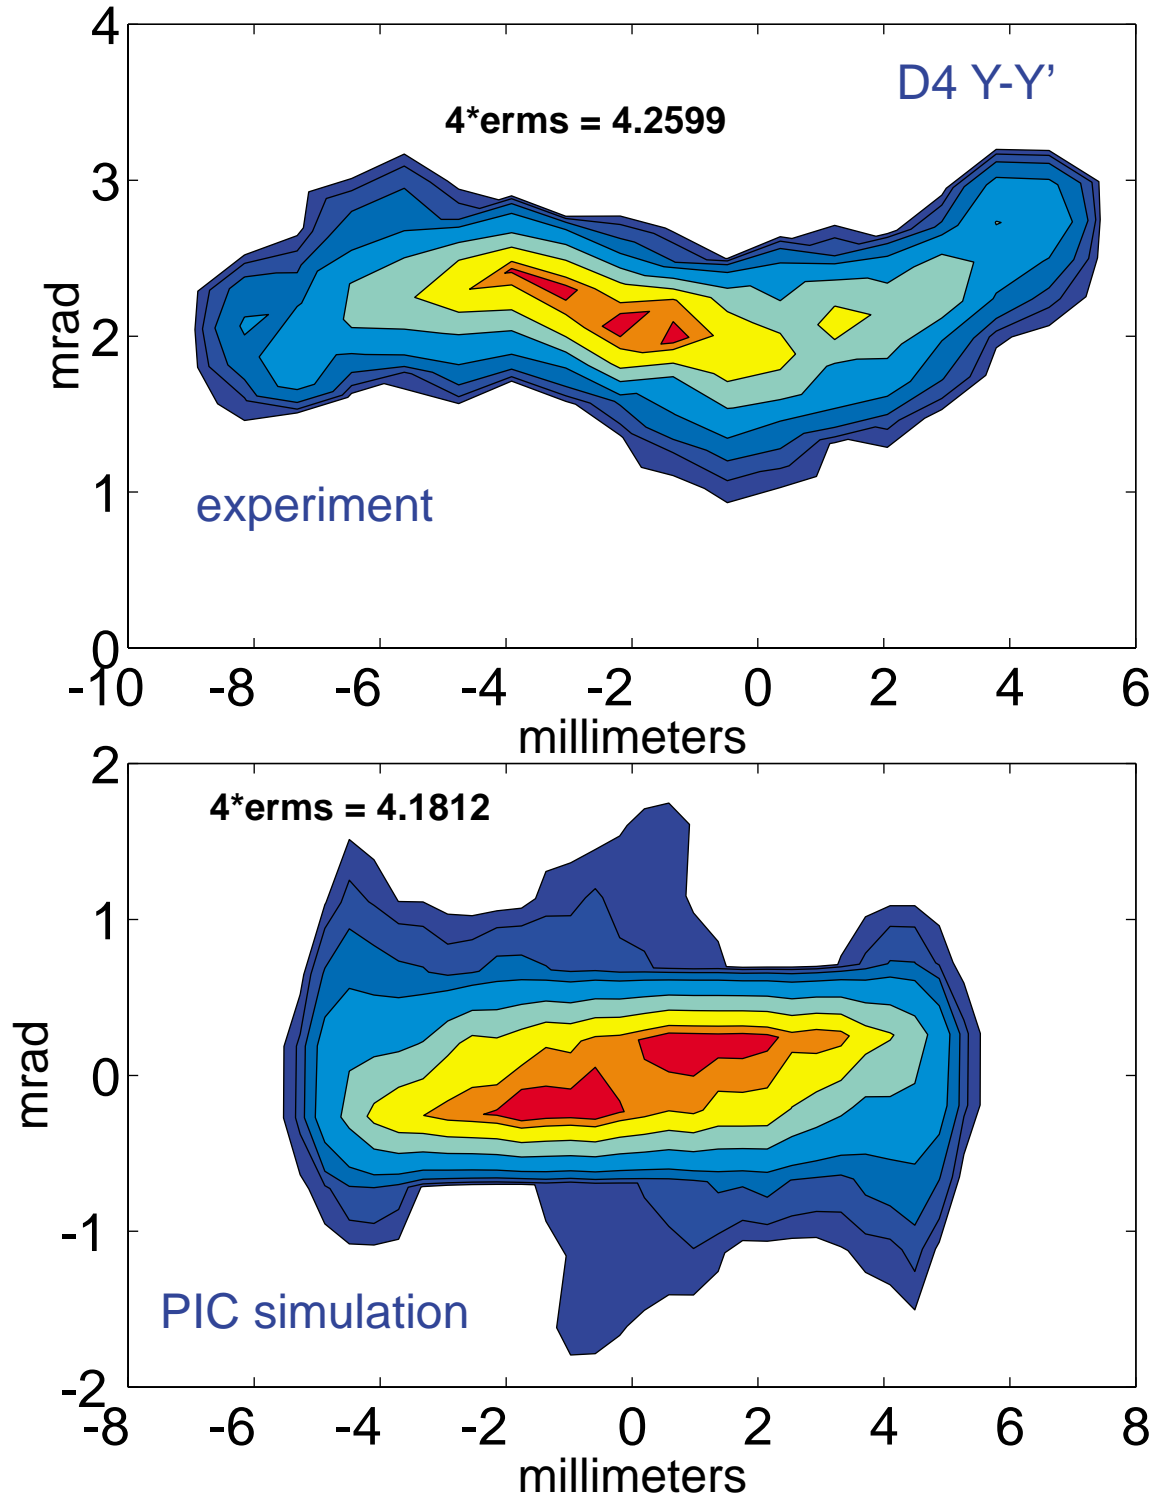 4
D4 Y-Y’
4*erms = 4.2599
3
mrad
2
1
experiment
0
-10 -8 -6 -4 -2 0 2 4 6
millimeters
2
4*erms = 4.1812
1
mrad
0
-1
PIC simulation
-2
-8 -6 -4 -2 0 2 4 6 8
millimeters